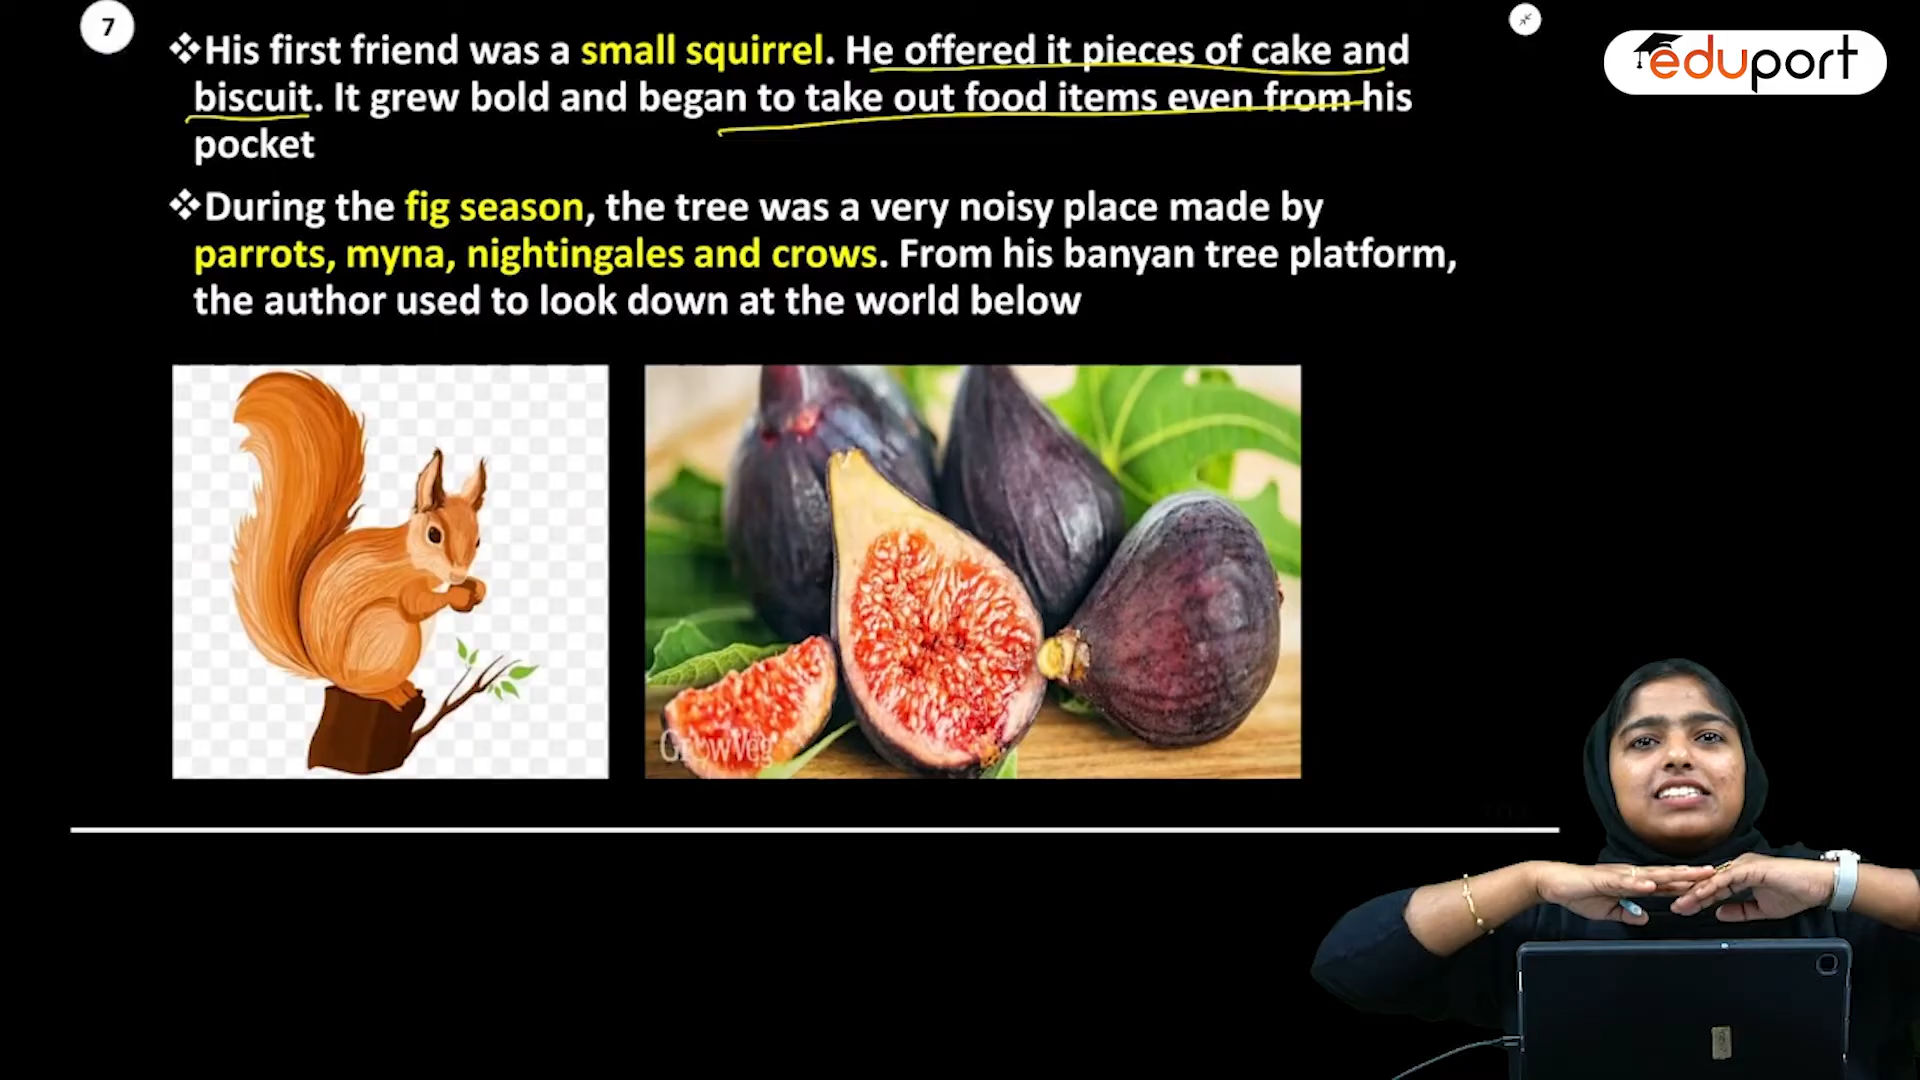 7
❖His first friend was a small squirrel. He offered it pieces of cake and
biscuit. It grew bold and began to take out food items even from his
pocket
❖During the fig season, the tree was a very noisy place made by
parrots, myna, nightingales and crows. From his banyan tree platform,
the author used to look down at the world below
eduport
GrowVeg